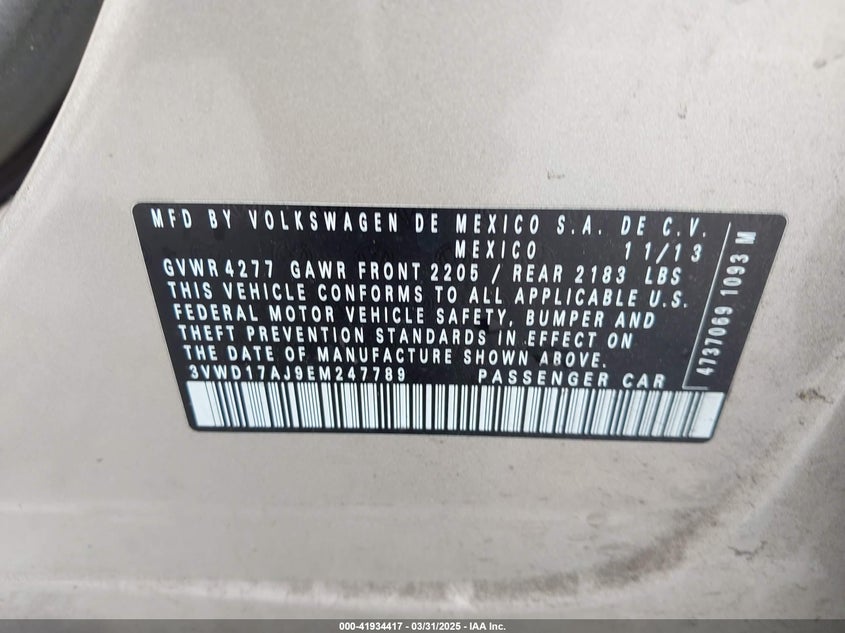 MFD BY VOLKSWAGEN DE MEXICO S.A. DE C.V.
MEXICO 11/13
GVWR 4277 GAWR FRONT 2205 / REAR 2183 LBS
THIS VEHICLE CONFORMS TO ALL APPLICABLE U.S.
FEDERAL MOTOR VEHICLE SAFETY, BUMPER AND
THEFT PREVENTION STANDARDS IN EFFECT ON
THE DATE OF MANUFACTURE SHOWN ABOVE.
3VWD17AJ9EM247789 PASSENGER CAR
4737069 1093 M
000-41934417 - 03/31/2025 - IAA Inc.